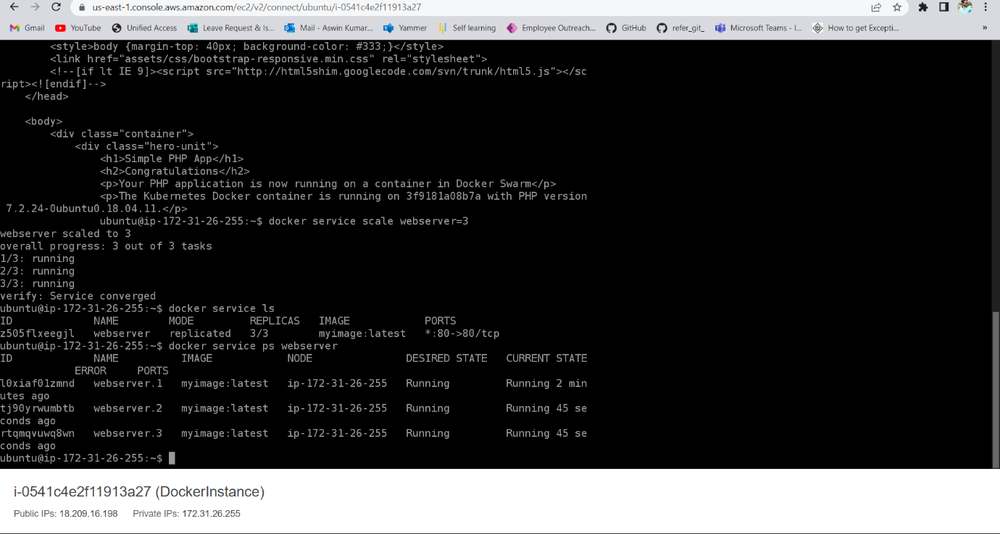 us-east-1.console.aws.amazon.com/ec2/v2/connect/ubuntu/i-0541c4e2f11913a27
Gmail YouTube Unified Access Leave Request & Is... Mail - Aswin Kumar... Yammer Self learning Employee Outreach... GitHub refer_git_ Microsoft Teams - I... How to get Excepti... »
        <style>body {margin-top: 40px; background-color: #333;}</style>
        <link href="assets/css/bootstrap-responsive.min.css" rel="stylesheet">
        <!--[if lt IE 9]><script src="http://html5shim.googlecode.com/svn/trunk/html5.js"></sc
ript><![endif]-->
    </head>
    <body>
        <div class="container">
            <div class="hero-unit">
                <h1>Simple PHP App</h1>
                <h2>Congratulations</h2>
                <p>Your PHP application is now running on a container in Docker Swarm</p>
                <p>The Kubernetes Docker container is running on 3f9181a08b7a with PHP version
 7.2.24-0ubuntu0.18.04.11.</p>
                ubuntu@ip-172-31-26-255:~$ docker service scale webserver=3
webserver scaled to 3
overall progress: 3 out of 3 tasks
1/3: running
2/3: running
3/3: running
verify: Service converged
ubuntu@ip-172-31-26-255:~$ docker service ls
ID             NAME        MODE         REPLICAS   IMAGE            PORTS
z505flxeegjl   webserver   replicated   3/3        myimage:latest   *:80->80/tcp
ubuntu@ip-172-31-26-255:~$ docker service ps webserver
ID             NAME          IMAGE            NODE               DESIRED STATE   CURRENT STATE
            ERROR     PORTS
l0xiaf01zmnd   webserver.1   myimage:latest   ip-172-31-26-255   Running         Running 2 min
utes ago
tj90yrwumbtb   webserver.2   myimage:latest   ip-172-31-26-255   Running         Running 45 se
conds ago
rtqmqvuwq8wn   webserver.3   myimage:latest   ip-172-31-26-255   Running         Running 45 se
conds ago
ubuntu@ip-172-31-26-255:~$
i-0541c4e2f11913a27 (DockerInstance)
Public IPs: 18.209.16.198 Private IPs: 172.31.26.255